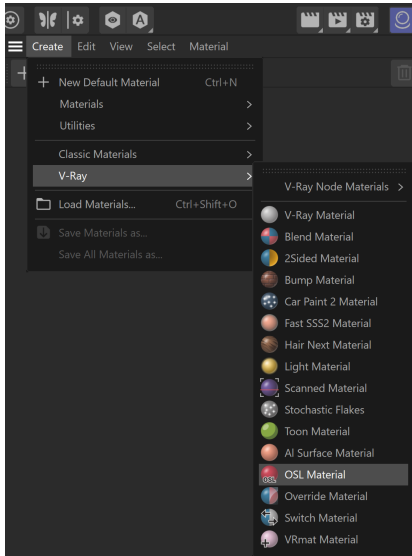 Create Edit View Select Material
New Default Material Ctrl+N
Materials
Utilities
Classic Materials
V-Ray
Load Materials... Ctrl+Shift+O
Save Materials as...
Save All Materials as...
V-Ray Node Materials
V-Ray Material
Blend Material
2Sided Material
Bump Material
Car Paint 2 Material
Fast SSS2 Material
Hair Next Material
Light Material
Scanned Material
Stochastic Flakes
Toon Material
Al Surface Material
OSL OSL Material
Override Material
Switch Material
VRmat Material